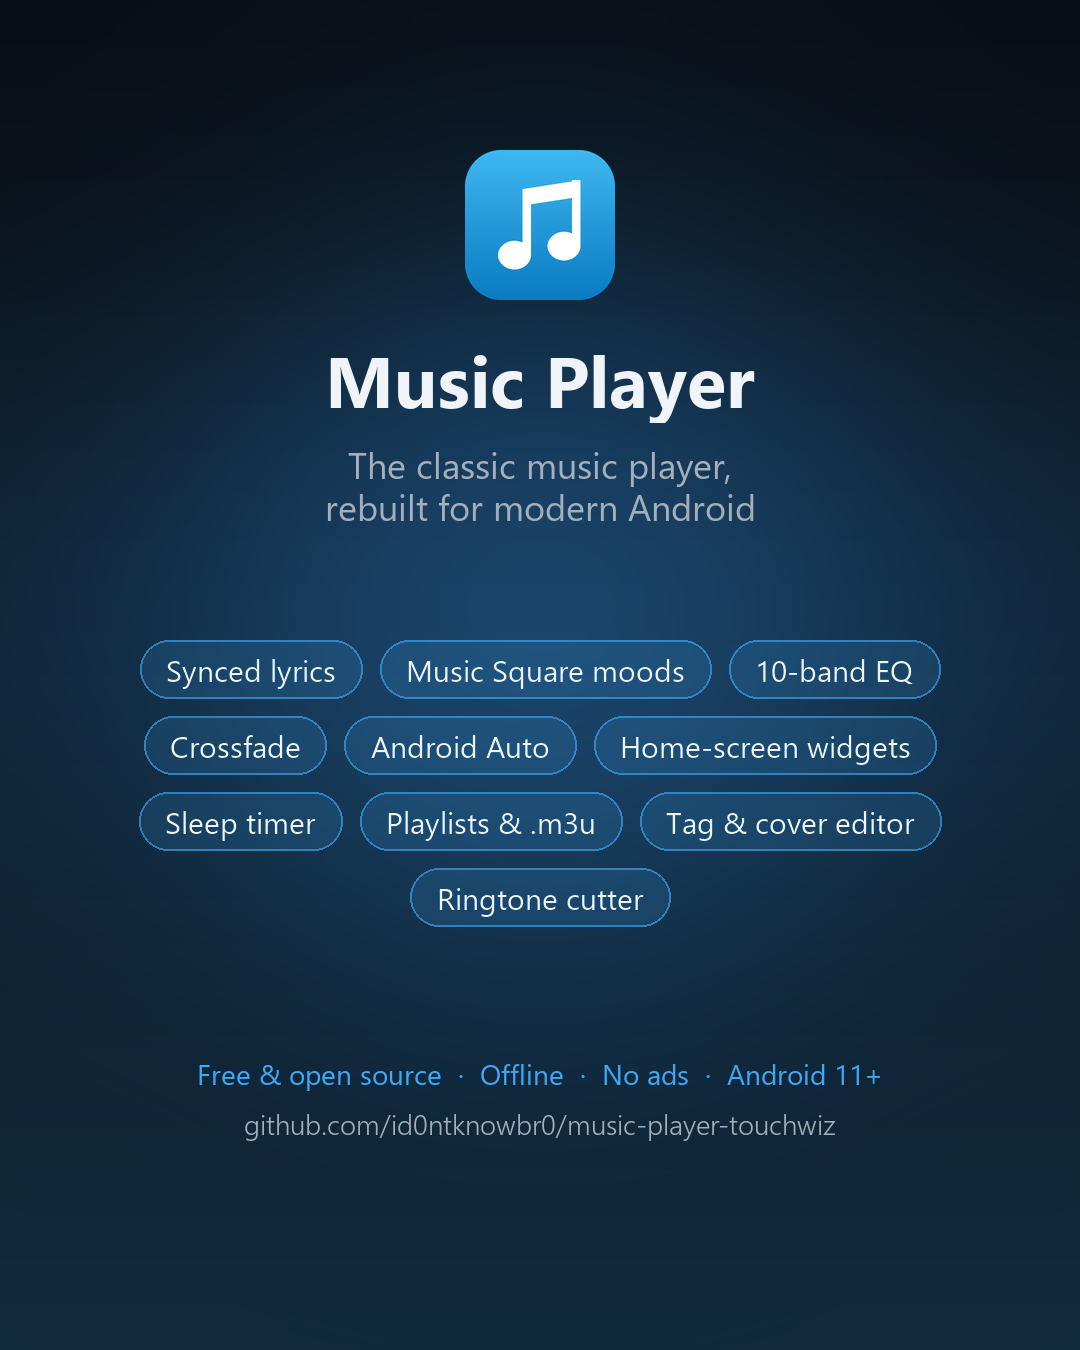 Music Player
The classic music player,
rebuilt for modern Android
Synced lyrics Music Square moods 10-band EQ
Crossfade Android Auto Home-screen widgets
Sleep timer Playlists & .m3u Tag & cover editor
Ringtone cutter
Free & open source · Offline · No ads · Android 11+
github.com/id0ntknowbr0/music-player-touchwiz